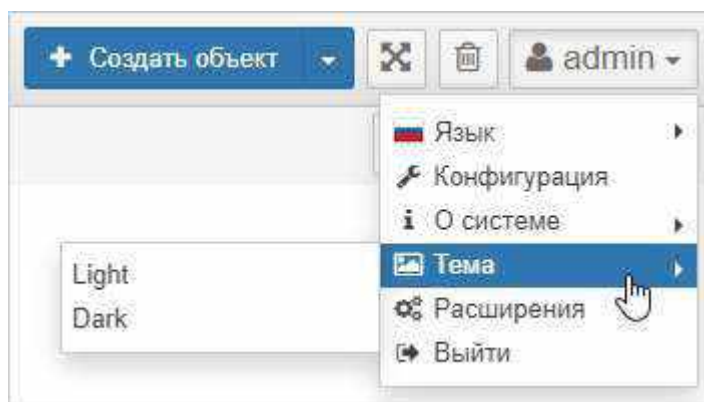 Создать объект
admin
Язык
Конфигурация
О системе
Тема
Light
Dark
Расширения
Выйти